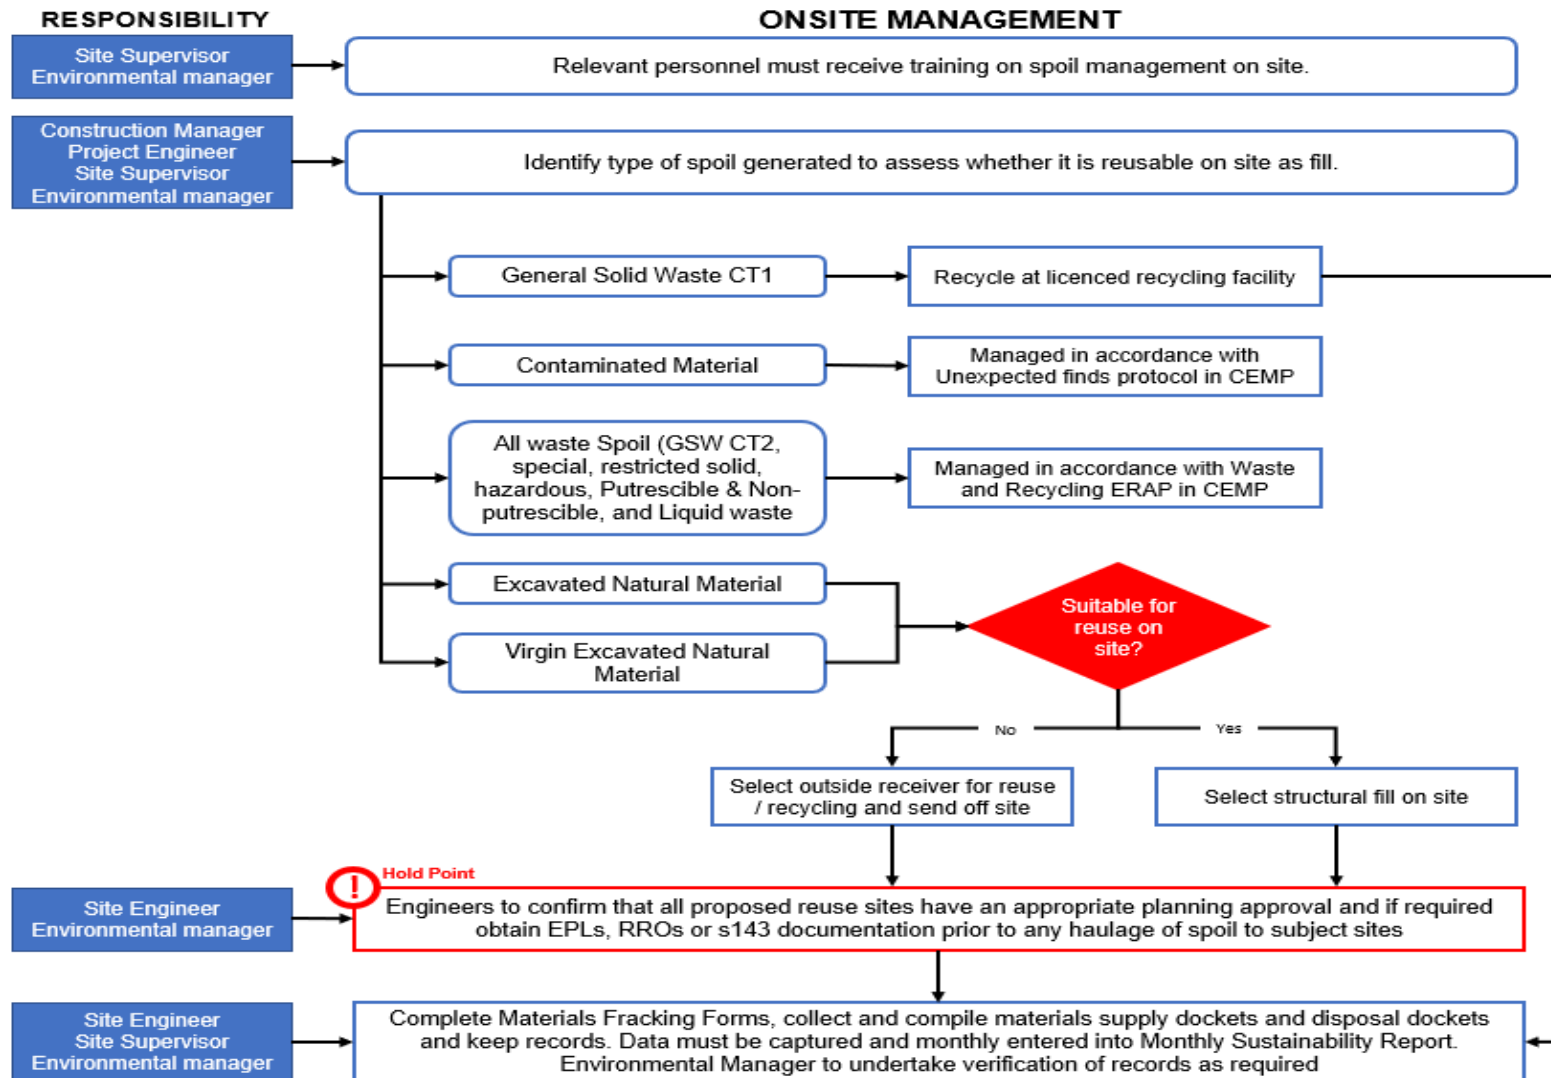 RESPONSIBILITY
ONSITE MANAGEMENT
Site Supervisor
Environmental manager
Relevant personnel must receive training on spoil management on site.
Construction Manager
Project Engineer
Site Supervisor
Environmental manager
Identify type of spoil generated to assess whether it is reusable on site as fill.
General Solid Waste CT1
Recycle at licenced recycling facility
Contaminated Material
Managed in accordance with
Unexpected finds protocol in CEMP
All waste Spoil (GSW CT2,
special, restricted solid,
hazardous, Putrescible & Non-
putrescible, and Liquid waste
Managed in accordance with Waste
and Recycling ERAP in CEMP
Excavated Natural Material
Virgin Excavated Natural
Material
Suitable for
reuse on
site?
No
Yes
Select outside receiver for reuse
/ recycling and send off site
Select structural fill on site
!
Hold Point
Site Engineer
Environmental manager
Engineers to confirm that all proposed reuse sites have an appropriate planning approval and if required
obtain EPLs, RROs or s143 documentation prior to any haulage of spoil to subject sites
Site Engineer
Site Supervisor
Environmental manager
Complete Materials Fracking Forms, collect and compile materials supply dockets and disposal dockets
and keep records. Data must be captured and monthly entered into Monthly Sustainability Report.
Environmental Manager to undertake verification of records as required